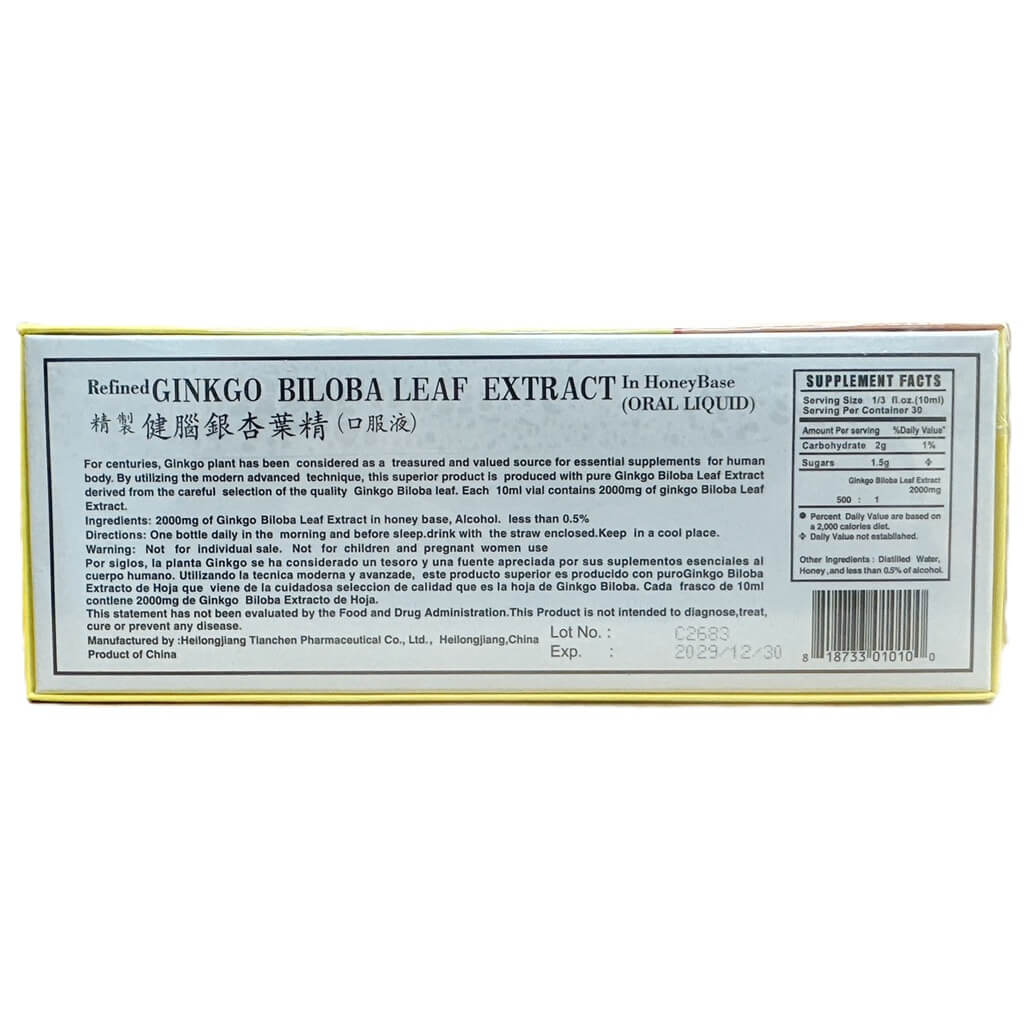 Refined GINKGO BILOBA LEAF EXTRACT In HoneyBase
(ORAL LIQUID)
精製 健腦銀杏葉精(口服液)
For centuries, Ginkgo plant has been considered as a treasured and valued source for essential supplements for human
body. By utilizing the modern advanced technique, this superior product is produced with pure Ginkgo Biloba Leaf Extract
derived from the careful selection of the quality Ginkgo Biloba leaf. Each 10ml vial contains 2000mg of ginkgo Biloba Leaf
Extract.
Ingredients: 2000mg of Ginkgo Biloba Leaf Extract in honey base, Alcohol. less than 0.5%
Directions: One bottle daily in the morning and before sleep.drink with the straw enclosed.Keep in a cool place.
Warning: Not for individual sale. Not for children and pregnant women use
Por siglos, la planta Ginkgo se ha considerado un tesoro y una fuente apreciada por sus suplementos esenciales al
cuerpo humano. Utilizando la tecnica moderna y avanzade, este producto superior es producido con puroGinkgo Biloba
Extracto de Hoja que viene de la cuidadosa seleccion de calidad que es la hoja de Ginkgo Biloba. Cada frasco de 10ml
contlene 2000mg de Ginkgo Biloba Extracto de Hoja.
This statement has not been evaluated by the Food and Drug Administration.This Product is not intended to diagnose,treat,
cure or prevent any disease.
Manufactured by :Heilongjiang Tianchen Pharmaceutical Co., Ltd., Heilongjiang,China
Product of China
Lot No. : C2683
Exp. : 2029/12/30
SUPPLEMENT FACTS
Serving Size 1/3 fl.oz.(10ml)
Serving Per Container 30
Amount Per serving %Daily Value*
Carbohydrate 2g 1%
Sugars 1.5g ✧
Ginkgo Biloba Leaf Extract
2000mg
500 : 1
● Percent Daily Value are based on
a 2,000 calories diet.
✧ Daily Value not established.
Other Ingredients : Distilled Water,
Honey,and less than 0.5% of alcohol.
8 18733 01010 0